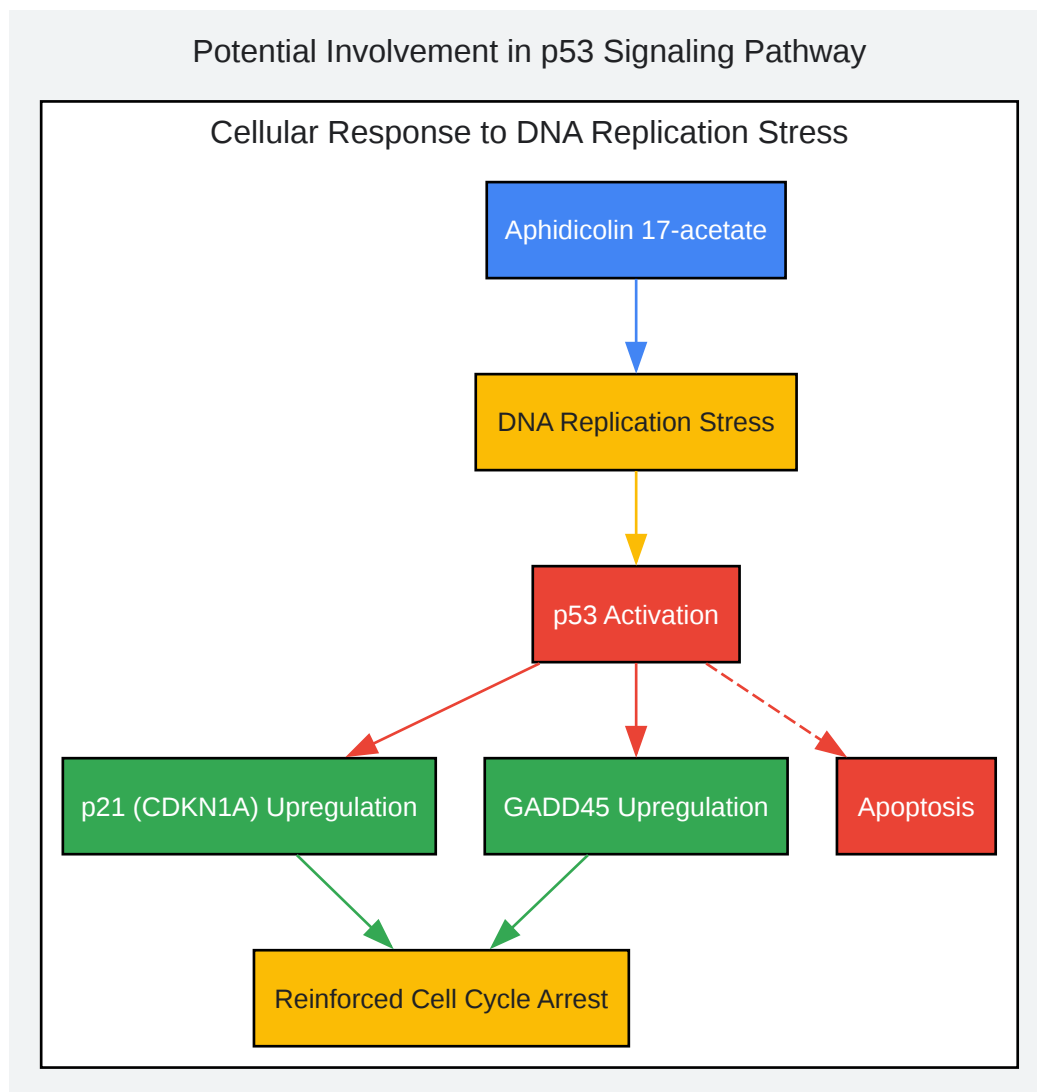 Potential Involvement in p53 Signaling Pathway
Cellular Response to DNA Replication Stress
Aphidicolin 17-acetate
DNA Replication Stress
p53 Activation
p21 (CDKN1A) Upregulation
GADD45 Upregulation
Apoptosis
Reinforced Cell Cycle Arrest